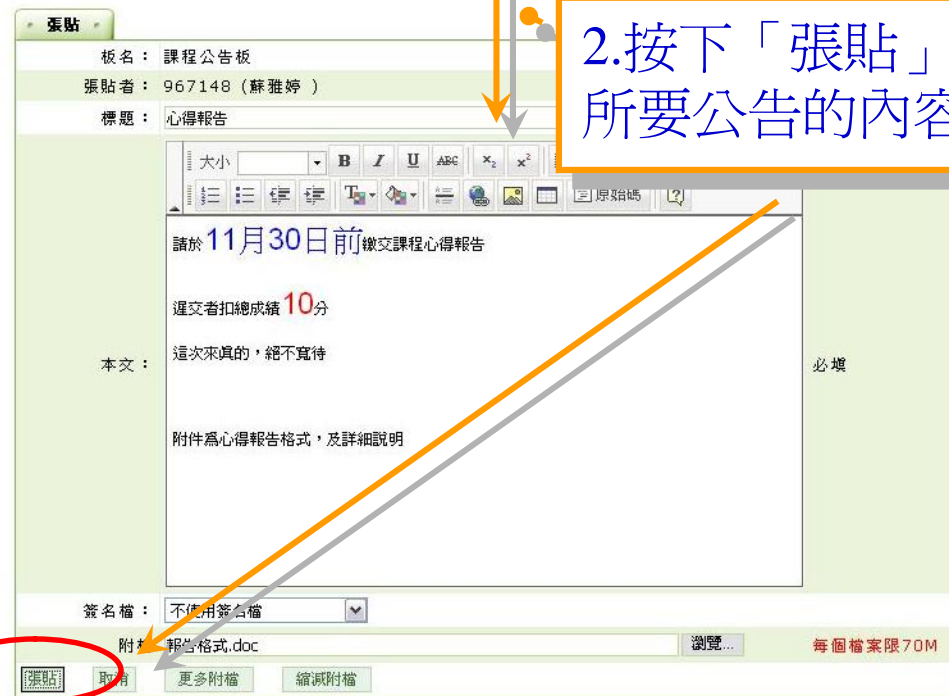 張貼
2.按下「張貼」
所要公告的內容
板名： 課程公告板
張貼者： 967148 (蘇雅婷 )
標題： 心得報告
大小 B I U ABC x₂ x²
原始碼
請於11月30日前繳交課程心得報告
遲交者扣總成績10分
這次來真的，絕不寬待
本文： 必填
附件為心得報告格式，及詳細說明
簽名檔： 不使用簽名檔
附 報告格式.doc 瀏覽... 每個檔案限70M
張貼 取消 更多附檔 縮減附檔